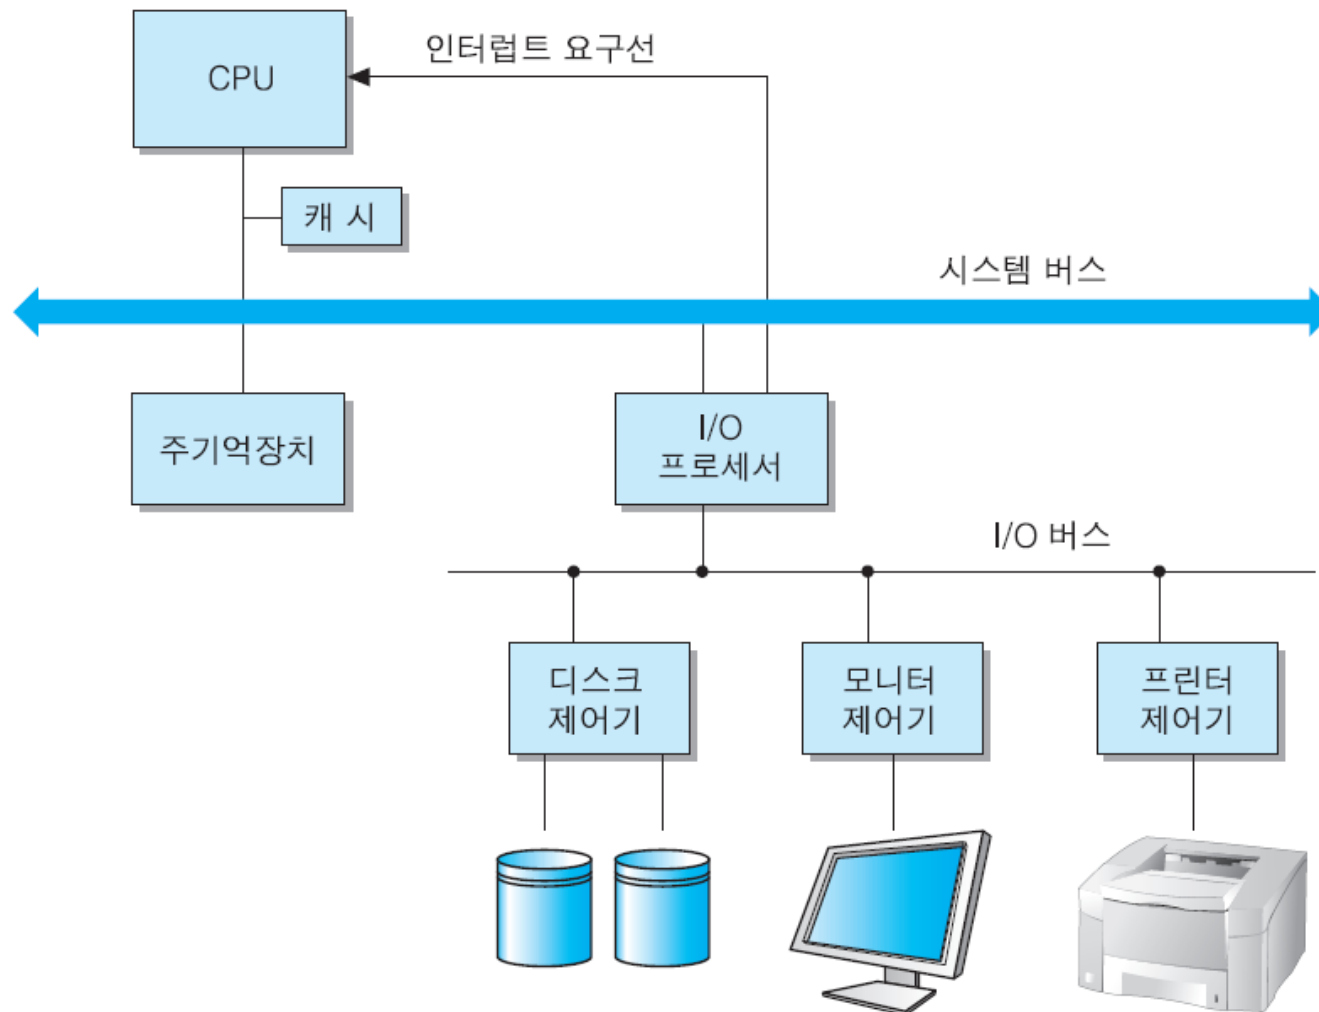 인터럽트 요구선
CPU
캐 시
시스템 버스
주기억장치
I/O
프로세서
I/O 버스
디스크
제어기
모니터
제어기
프린터
제어기